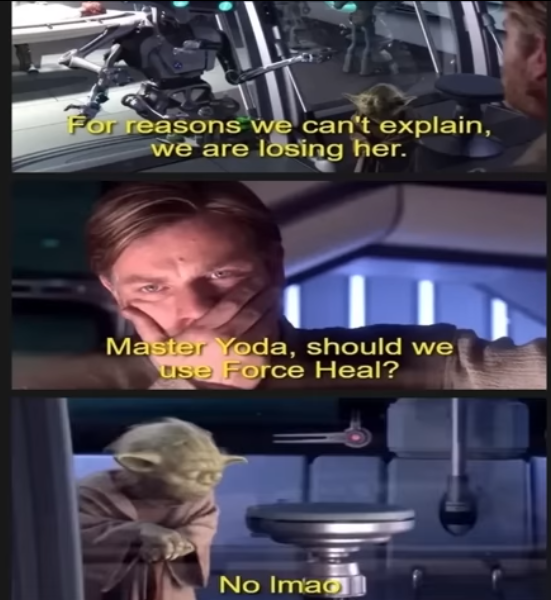 For reasons we can't explain,
we are losing her.
Master Yoda, should we
use Force Heal?
No lmao